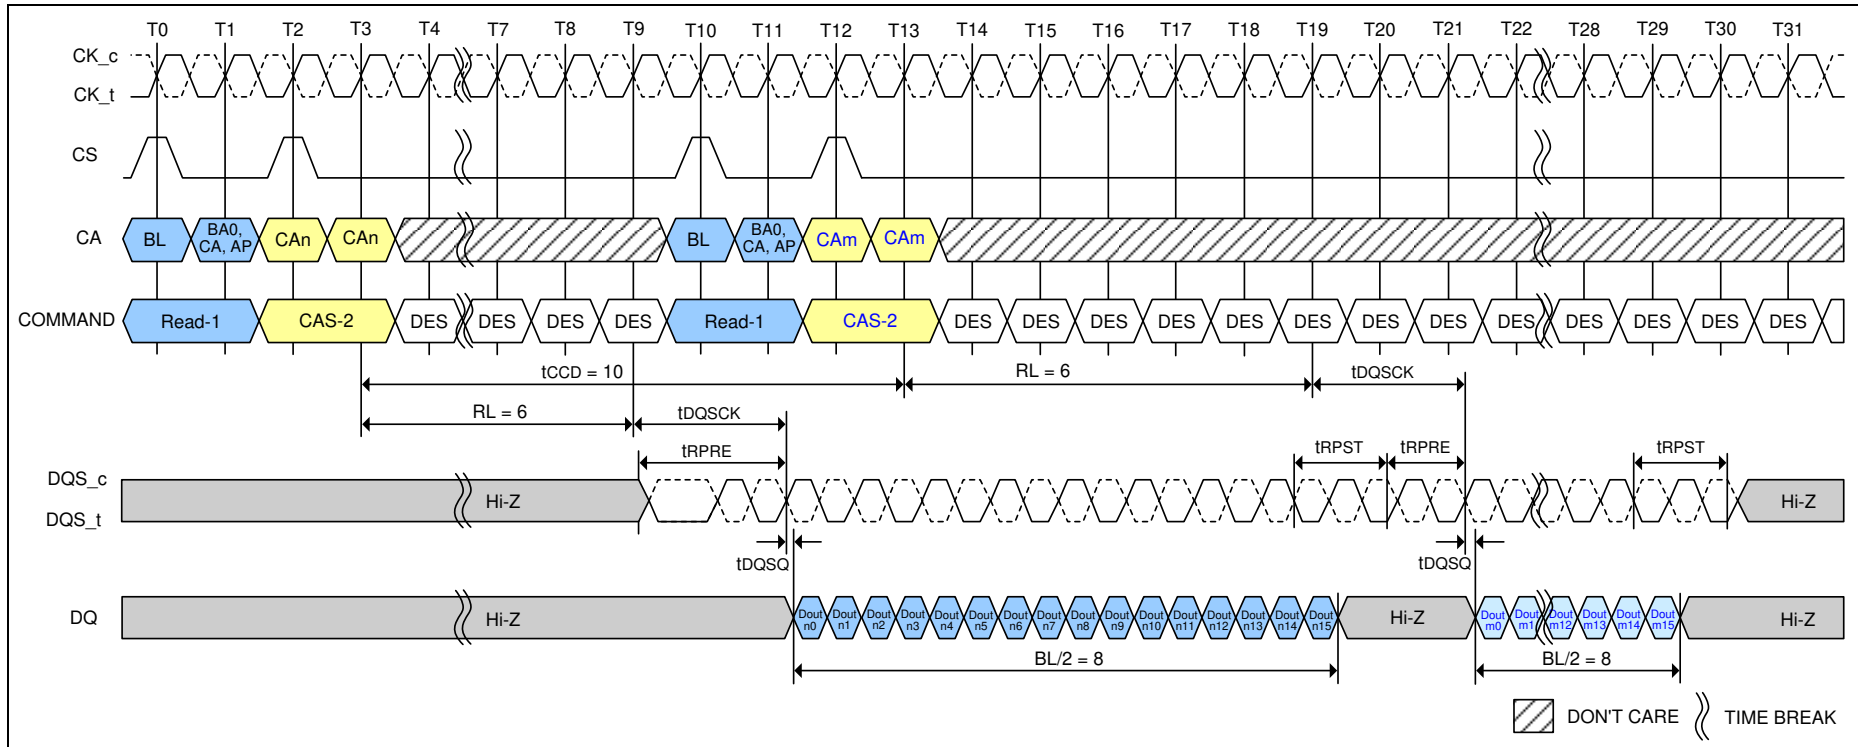 T0 T1 T2 T3 T4 T7 T8 T9 T10 T11 T12 T13 T14 T15 T16 T17 T18 T19 T20 T21 T22 T28 T29 T30 T31
CK_c
CK_t
CS
CA BL BA0, CA, AP CAn CAn BL BA0, CA, AP CAm CAm
COMMAND Read-1 CAS-2 DES DES DES DES Read-1 CAS-2 DES DES DES DES DES DES DES DES DES DES DES DES DES
tCCD = 10 RL = 6 tDQSCK
RL = 6 tDQSCK
tRPRE tRPST tRPRE tRPST
DQS_c
Hi-Z Hi-Z
DQS_t
tDQSQ tDQSQ
DQ Hi-Z Dout n0 Dout n1 Dout n2 Dout n3 Dout n4 Dout n5 Dout n6 Dout n7 Dout n8 Dout n9 Dout n10 Dout n11 Dout n12 Dout n13 Dout n14 Dout n15 Hi-Z Dout m0 Dout m1 Dout m12 Dout m13 Dout m14 Dout m15 Hi-Z
BL/2 = 8 BL/2 = 8
DON'T CARE TIME BREAK